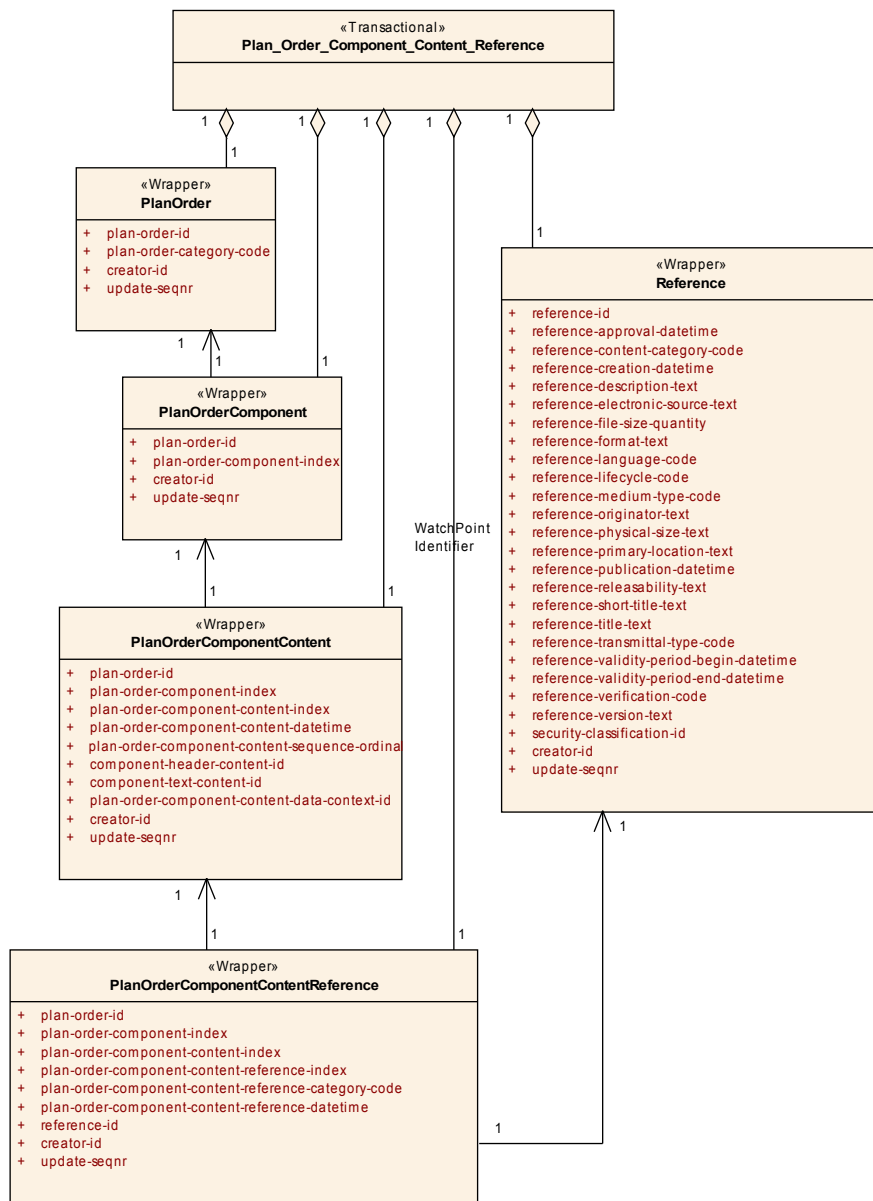 «Transactional»
Plan_Order_Component_Content_Reference
1
1
1
1
1
1
«Wrapper»
PlanOrder
+ plan-order-id
+ plan-order-category-code
+ creator-id
+ update-seqnr
1
«Wrapper»
Reference
+ reference-id
+ reference-approval-datetime
+ reference-content-category-code
+ reference-creation-datetime
+ reference-description-text
+ reference-electronic-source-text
+ reference-file-size-quantity
+ reference-format-text
+ reference-language-code
+ reference-lifecycle-code
+ reference-medium-type-code
+ reference-originator-text
+ reference-physical-size-text
+ reference-primary-location-text
+ reference-publication-datetime
+ reference-releasability-text
+ reference-short-title-text
+ reference-title-text
+ reference-transmittal-type-code
+ reference-validity-period-begin-datetime
+ reference-validity-period-end-datetime
+ reference-verification-code
+ reference-version-text
+ security-classification-id
+ creator-id
+ update-seqnr
1
1
1
«Wrapper»
PlanOrderComponent
+ plan-order-id
+ plan-order-component-index
+ creator-id
+ update-seqnr
WatchPoint
Identifier
1
1
1
«Wrapper»
PlanOrderComponentContent
+ plan-order-id
+ plan-order-component-index
+ plan-order-component-content-index
+ plan-order-component-content-datetime
+ plan-order-component-content-sequence-ordinal
+ component-header-content-id
+ component-text-content-id
+ plan-order-component-content-data-context-id
+ creator-id
+ update-seqnr
1
1
1
1
«Wrapper»
PlanOrderComponentContentReference
+ plan-order-id
+ plan-order-component-index
+ plan-order-component-content-index
+ plan-order-component-content-reference-index
+ plan-order-component-content-reference-category-code
+ plan-order-component-content-reference-datetime
+ reference-id
+ creator-id
+ update-seqnr
1